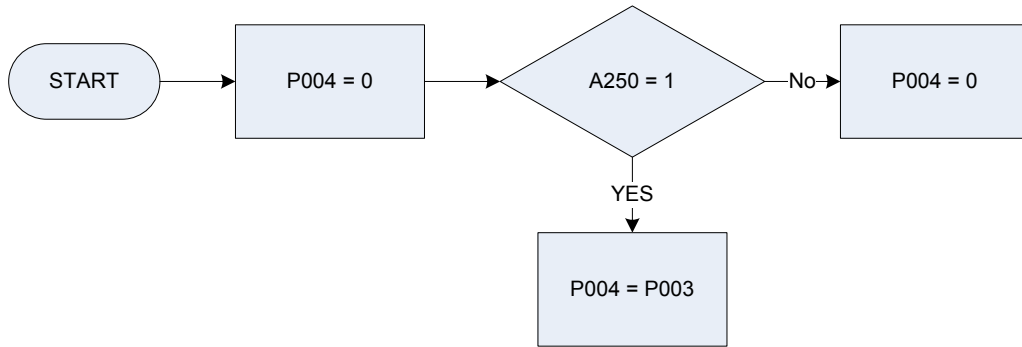 START
P004 = 0
A250 = 1
No
P004 = 0
YES
P004 = P003